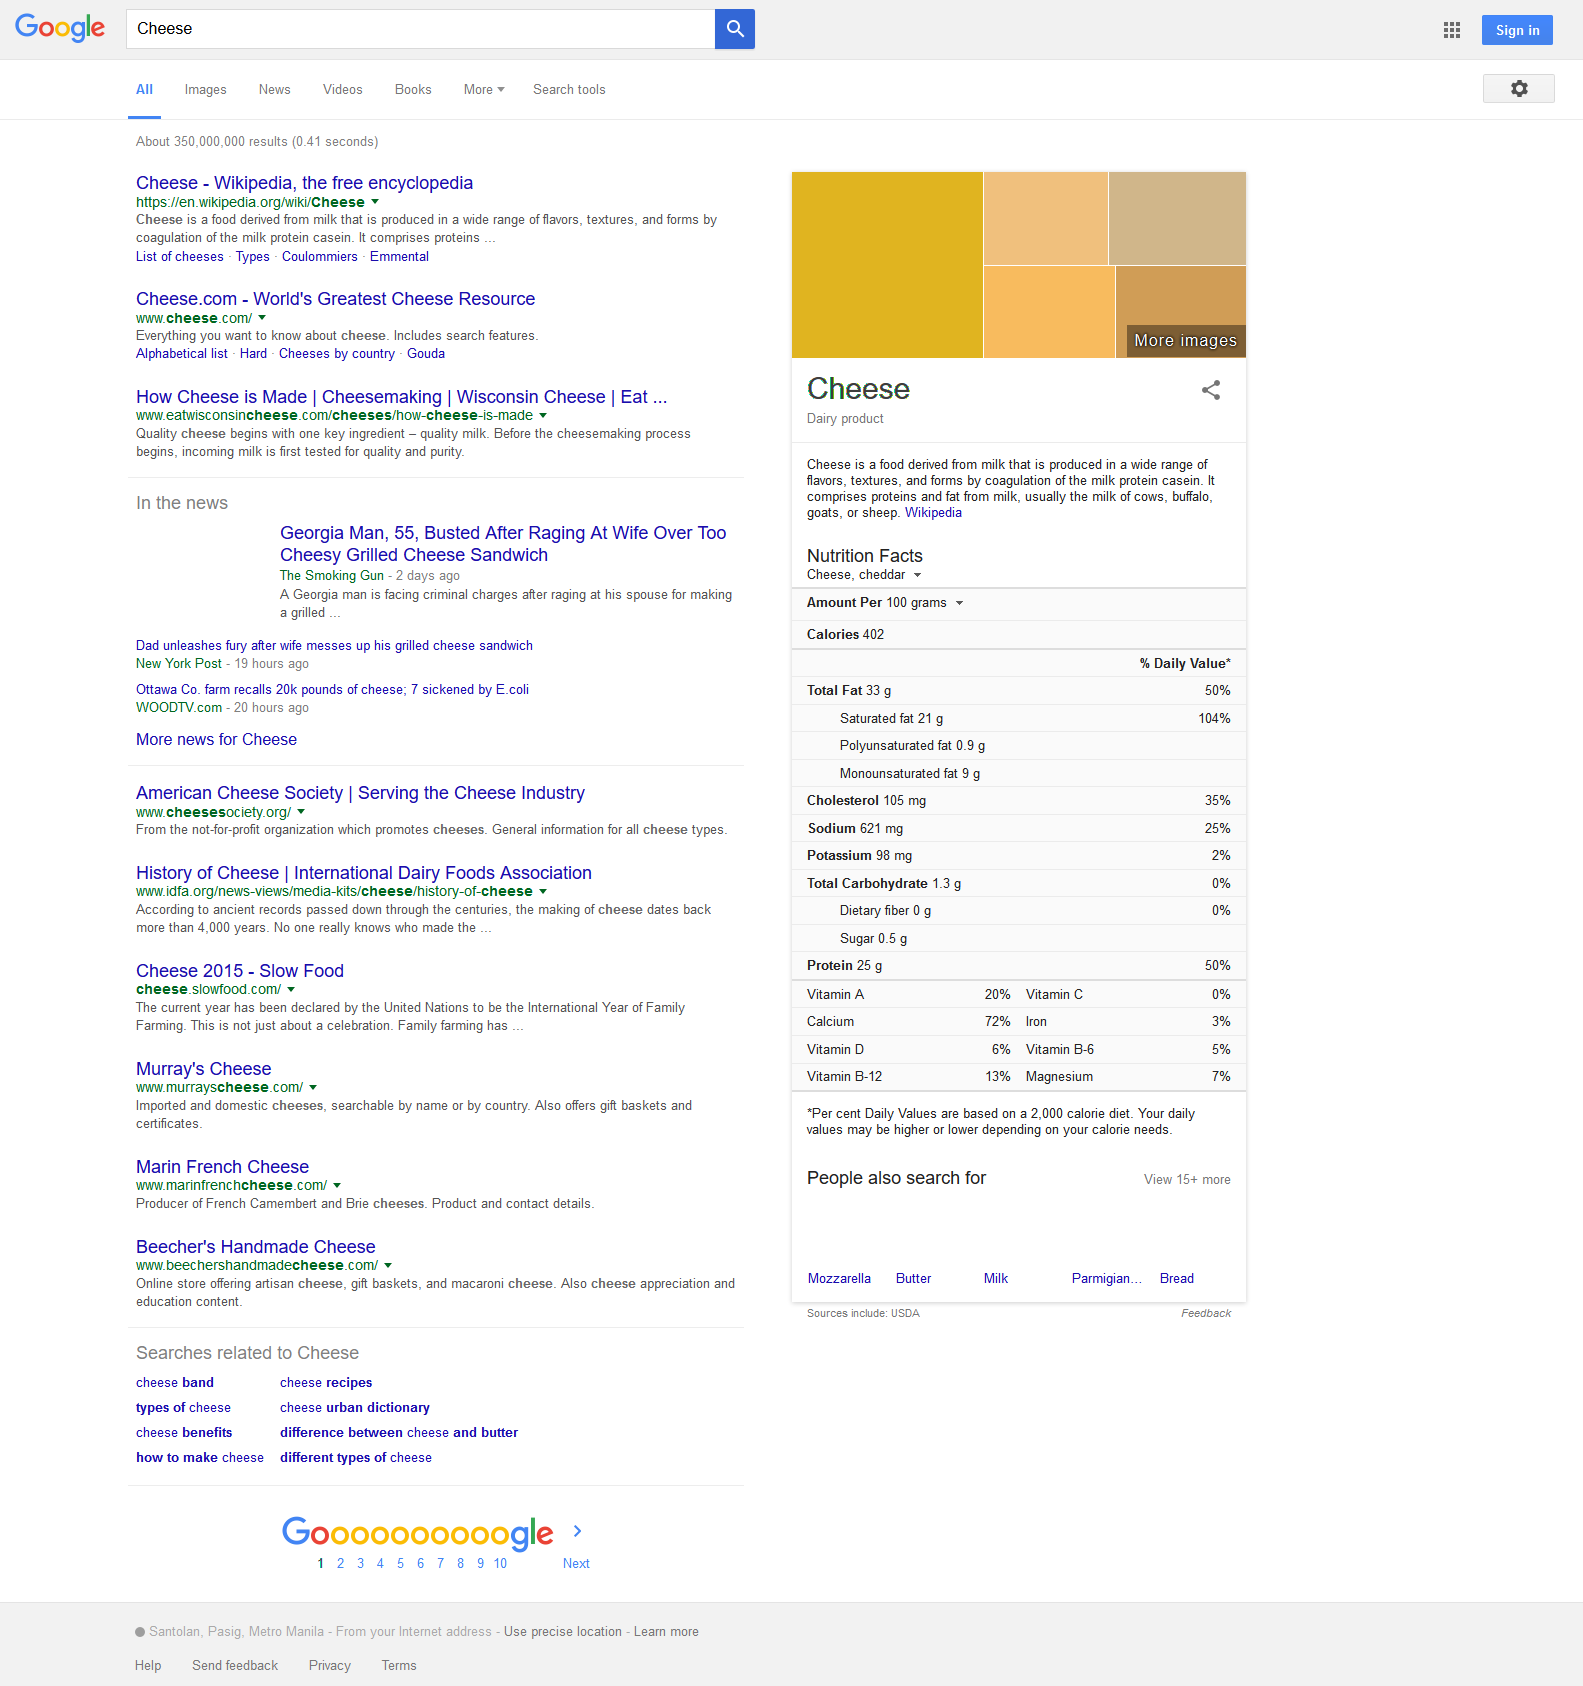 Google
Cheese
Sign in
All Images News Videos Books More Search tools
About 350,000,000 results (0.41 seconds)
Cheese - Wikipedia, the free encyclopedia
https://en.wikipedia.org/wiki/Cheese
Cheese is a food derived from milk that is produced in a wide range of flavors, textures, and forms by
coagulation of the milk protein casein. It comprises proteins ...
List of cheeses · Types · Coulommiers · Emmental
Cheese.com - World's Greatest Cheese Resource
www.cheese.com/
Everything you want to know about cheese. Includes search features.
Alphabetical list · Hard · Cheeses by country · Gouda
How Cheese is Made | Cheesemaking | Wisconsin Cheese | Eat ...
www.eatwisconsincheese.com/cheeses/how-cheese-is-made
Quality cheese begins with one key ingredient – quality milk. Before the cheesemaking process
begins, incoming milk is first tested for quality and purity.
In the news
Georgia Man, 55, Busted After Raging At Wife Over Too
Cheesy Grilled Cheese Sandwich
The Smoking Gun - 2 days ago
A Georgia man is facing criminal charges after raging at his spouse for making
a grilled ...
Dad unleashes fury after wife messes up his grilled cheese sandwich
New York Post - 19 hours ago
Ottawa Co. farm recalls 20k pounds of cheese; 7 sickened by E.coli
WOODTV.com - 20 hours ago
More news for Cheese
American Cheese Society | Serving the Cheese Industry
www.cheesesociety.org/
From the not-for-profit organization which promotes cheeses. General information for all cheese types.
History of Cheese | International Dairy Foods Association
www.idfa.org/news-views/media-kits/cheese/history-of-cheese
According to ancient records passed down through the centuries, the making of cheese dates back
more than 4,000 years. No one really knows who made the ...
Cheese 2015 - Slow Food
cheese.slowfood.com/
The current year has been declared by the United Nations to be the International Year of Family
Farming. This is not just about a celebration. Family farming has ...
Murray's Cheese
www.murrayscheese.com/
Imported and domestic cheeses, searchable by name or by country. Also offers gift baskets and
certificates.
Marin French Cheese
www.marinfrenchcheese.com/
Producer of French Camembert and Brie cheeses. Product and contact details.
Beecher's Handmade Cheese
www.beechershandmadecheese.com/
Online store offering artisan cheese, gift baskets, and macaroni cheese. Also cheese appreciation and
education content.
Searches related to Cheese
cheese band cheese recipes
types of cheese cheese urban dictionary
cheese benefits difference between cheese and butter
how to make cheese different types of cheese
Goooooooooogle
1 2 3 4 5 6 7 8 9 10 Next
More images
Cheese
Dairy product
Cheese is a food derived from milk that is produced in a wide range of
flavors, textures, and forms by coagulation of the milk protein casein. It
comprises proteins and fat from milk, usually the milk of cows, buffalo,
goats, or sheep. Wikipedia
Nutrition Facts
Cheese, cheddar
Amount Per 100 grams
Calories 402
% Daily Value*
Total Fat 33 g 50%
Saturated fat 21 g 104%
Polyunsaturated fat 0.9 g
Monounsaturated fat 9 g
Cholesterol 105 mg 35%
Sodium 621 mg 25%
Potassium 98 mg 2%
Total Carbohydrate 1.3 g 0%
Dietary fiber 0 g 0%
Sugar 0.5 g
Protein 25 g 50%
Vitamin A 20% Vitamin C 0%
Calcium 72% Iron 3%
Vitamin D 6% Vitamin B-6 5%
Vitamin B-12 13% Magnesium 7%
*Per cent Daily Values are based on a 2,000 calorie diet. Your daily
values may be higher or lower depending on your calorie needs.
People also search for View 15+ more
Mozzarella Butter Milk Parmigian... Bread
Sources include: USDA Feedback
Santolan, Pasig, Metro Manila - From your Internet address - Use precise location - Learn more
Help Send feedback Privacy Terms